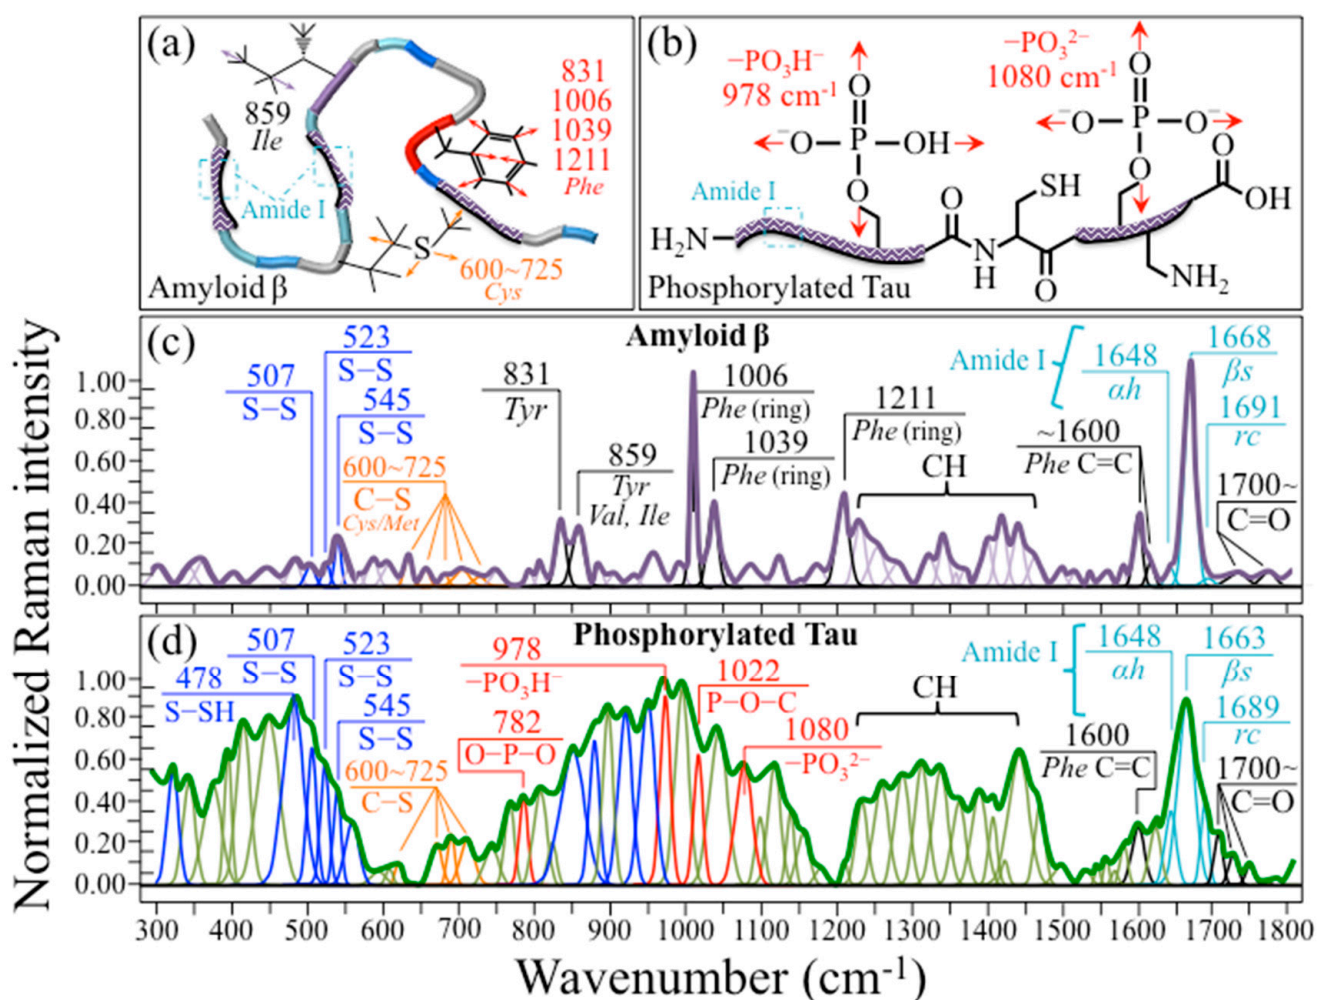 (a)
859
Ile
Amide I
831
1006
1039
1211
Phe
S
600~725
Cys
Amyloid β
(b)
−PO₃H⁻
978 cm⁻¹
−PO₃²⁻
1080 cm⁻¹
O
O
⁻O
P
OH
⁻O
P
O⁻
O
O
O
OH
Amide I
SH
O
H₂N
N
H
O
NH₂
Phosphorylated Tau
Normalized Raman intensity
(c)
Amyloid β
523
S−S
507
S−S
545
S−S
600~725
C−S
Cys/Met
831
Tyr
859
Tyr
Val, Ile
1006
Phe (ring)
1039
Phe (ring)
1211
Phe (ring)
CH
~1600
Phe C=C
Amide I
1648
αh
1668
βs
1691
rc
1700~
C=O
1.00
0.80
0.60
0.40
0.20
0.00
(d)
Phosphorylated Tau
478
S−SH
507
S−S
523
S−S
545
S−S
600~725
C−S
978
−PO₃H⁻
782
O−P−O
1022
P−O−C
1080
−PO₃²⁻
CH
1600
Phe C=C
Amide I
1648
αh
1663
βs
1689
rc
1700~
C=O
1.00
0.80
0.60
0.40
0.20
0.00
300 400 500 600 700 800 900 1000 1100 1200 1300 1400 1500 1600 1700 1800
Wavenumber (cm⁻¹)